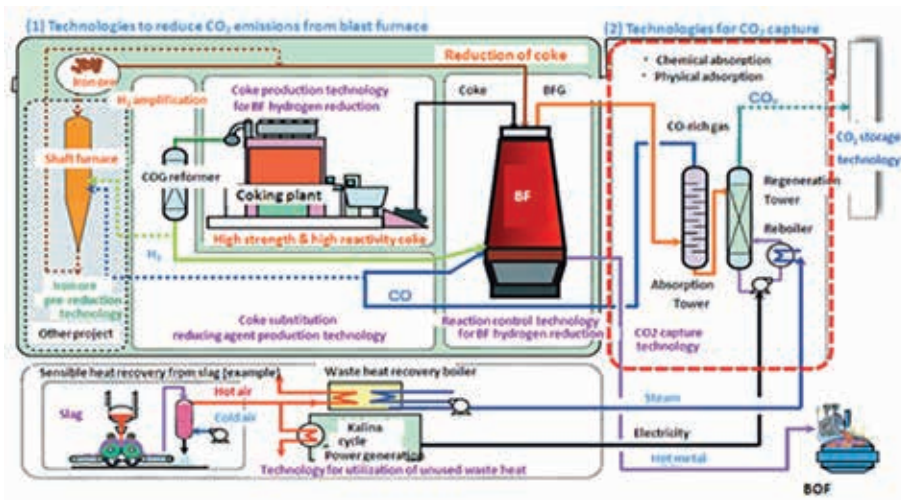 (1) Technologies to reduce CO₂ emissions from blast furnace
(2) Technologies for CO₂ capture
Reduction of coke
Iron ore
H₂ amplification
Coke production technology
for BF hydrogen reduction
Coke
BFG
• Chemical absorption
• Physical adsorption
CO₂
CO-rich gas
CO₂ storage
technology
Shaft furnace
COG reformer
Coking plant
BF
Regeneration
Tower
Reboiler
High strength & high reactivity coke
H₂
Iron ore
pre-reduction
technology
CO
Absorption
Tower
Other project
Coke substitution
reducing agent production technology
Reaction control technology
for BF hydrogen reduction
CO2 capture
technology
Sensible heat recovery from slag (example)
Waste heat recovery boiler
Slag
Hot air
Cold air
Steam
Kalina
cycle
Power generation
Electricity
Technology for utilization of unused waste heat
Hot metal
BOF